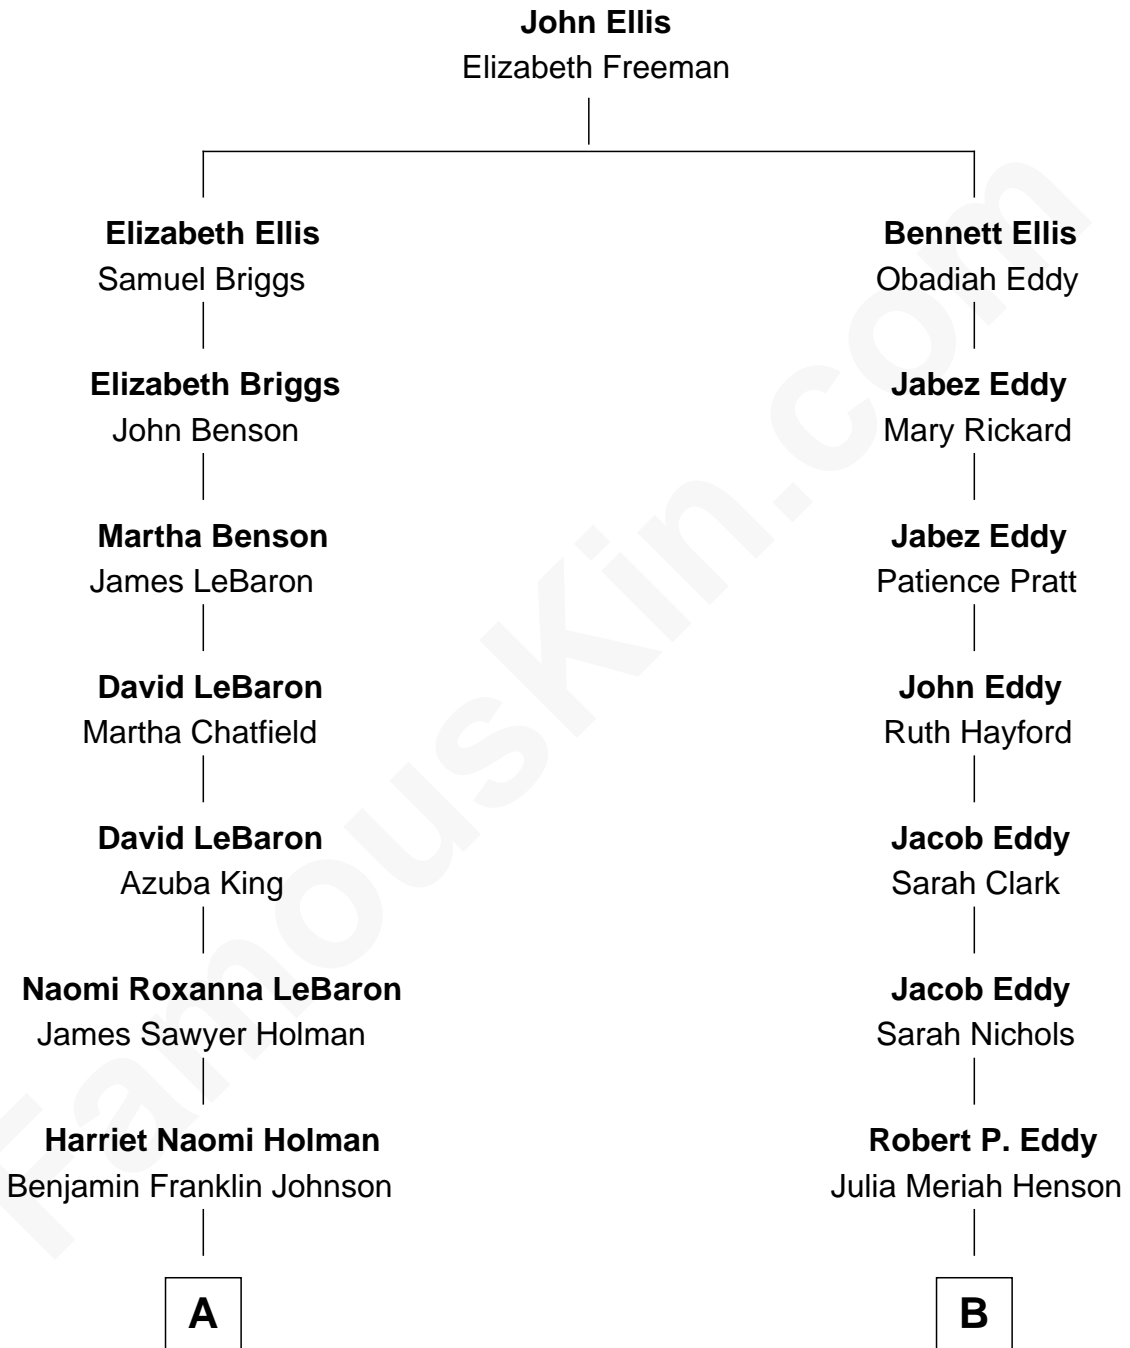 John Ellis
Elizabeth Freeman
Elizabeth Ellis
Samuel Briggs
Bennett Ellis
Obadiah Eddy
Elizabeth Briggs
John Benson
Jabez Eddy
Mary Rickard
Martha Benson
James LeBaron
Jabez Eddy
Patience Pratt
David LeBaron
Martha Chatfield
John Eddy
Ruth Hayford
David LeBaron
Azuba King
Jacob Eddy
Sarah Clark
Naomi Roxanna LeBaron
James Sawyer Holman
Jacob Eddy
Sarah Nichols
Harriet Naomi Holman
Benjamin Franklin Johnson
Robert P. Eddy
Julia Meriah Henson
A
B
FamousKin.com